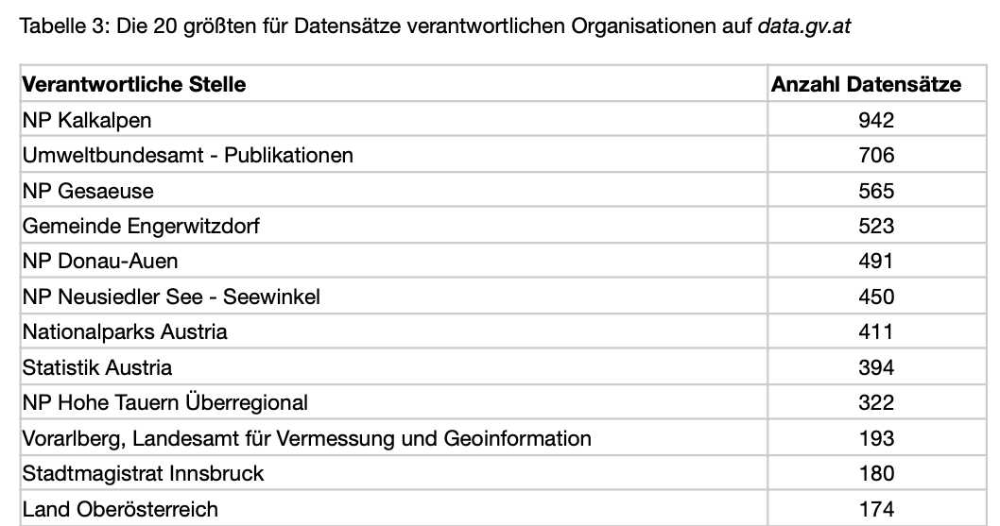 Tabelle 3: Die 20 größten für Datensätze verantwortlichen Organisationen auf data.gv.at
Verantwortliche Stelle Anzahl Datensätze
NP Kalkalpen 942
Umweltbundesamt - Publikationen 706
NP Gesaeuse 565
Gemeinde Engerwitzdorf 523
NP Donau-Auen 491
NP Neusiedler See - Seewinkel 450
Nationalparks Austria 411
Statistik Austria 394
NP Hohe Tauern Überregional 322
Vorarlberg, Landesamt für Vermessung und Geoinformation 193
Stadtmagistrat Innsbruck 180
Land Oberösterreich 174